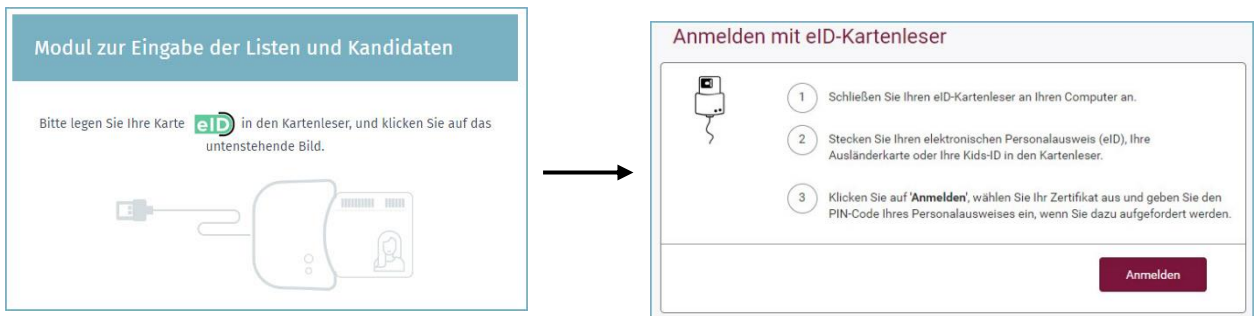 Modul zur Eingabe der Listen und Kandidaten
Bitte legen Sie Ihre Karte eID in den Kartenleser, und klicken Sie auf das
untenstehende Bild.
Anmelden mit eID-Kartenleser
1 Schließen Sie Ihren eID-Kartenleser an Ihren Computer an.
2 Stecken Sie Ihren elektronischen Personalausweis (eID), Ihre
Ausländerkarte oder Ihre Kids-ID in den Kartenleser.
3 Klicken Sie auf 'Anmelden', wählen Sie Ihr Zertifikat aus und geben Sie den
PIN-Code Ihres Personalausweises ein, wenn Sie dazu aufgefordert werden.
Anmelden